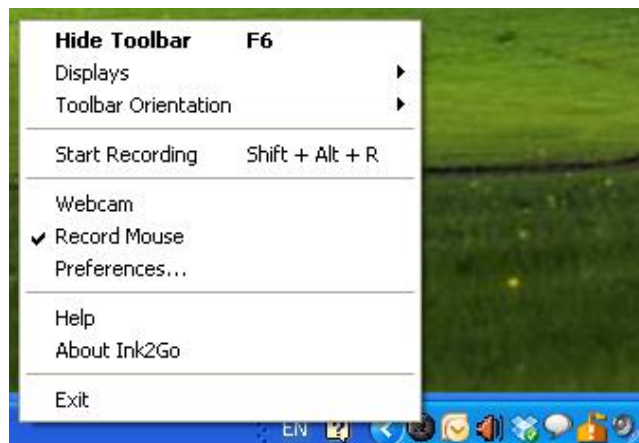 Hide Toolbar F6
Displays
Toolbar Orientation
Start Recording Shift + Alt + R
Webcam
Record Mouse
Preferences...
Help
About Ink2Go
Exit
EN